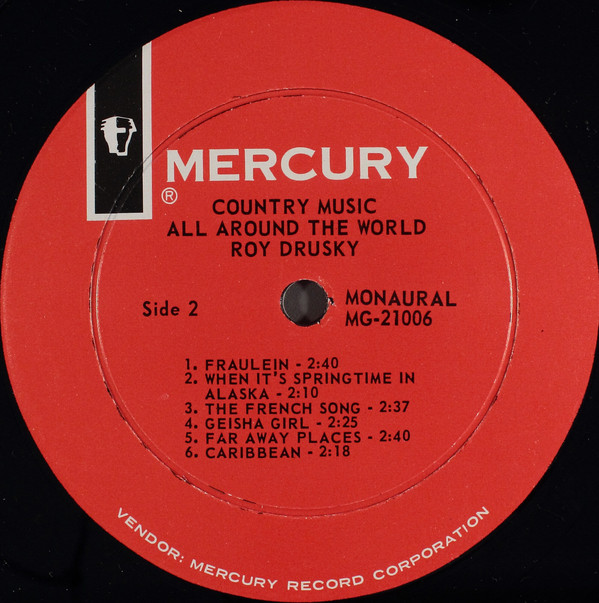 MERCURY
®
COUNTRY MUSIC
ALL AROUND THE WORLD
ROY DRUSKY
Side 2
MONAURAL
MG-21006
1. FRAULEIN - 2:40
2. WHEN IT'S SPRINGTIME IN
ALASKA - 2:10
3. THE FRENCH SONG - 2:37
4. GEISHA GIRL - 2:25
5. FAR AWAY PLACES - 2:40
6. CARIBBEAN - 2:18
VENDOR: MERCURY RECORD CORPORATION